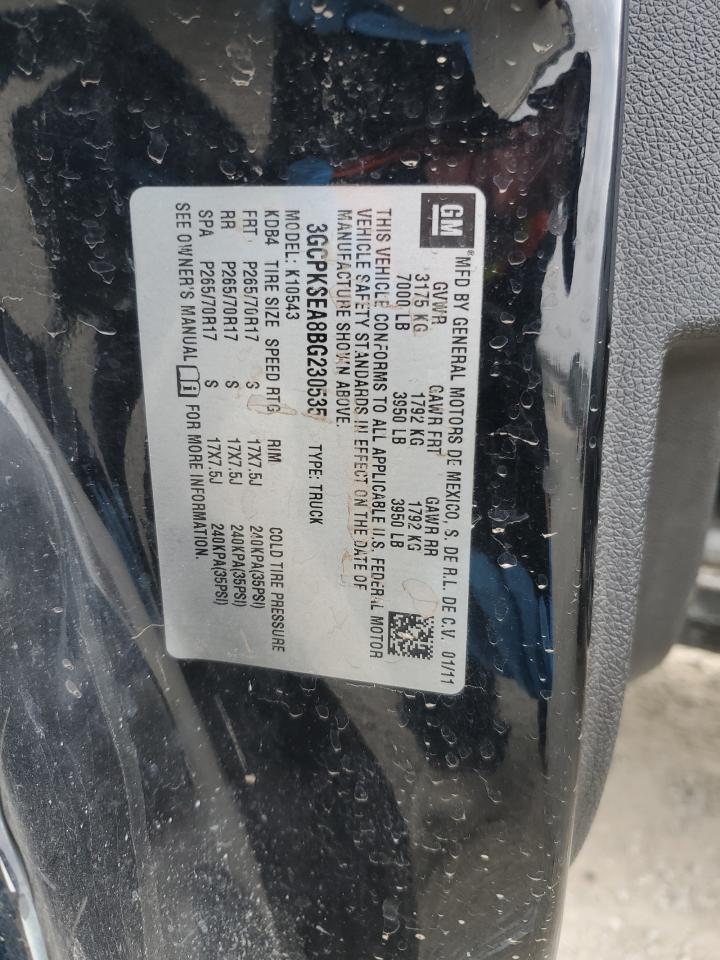 GM ® MFD BY GENERAL MOTORS DE MEXICO, S. DE R.L. DE C.V. 01/11
GVWR GAWR FRT GAWR RR
3175 KG 1792 KG 1792 KG
7000 LB 3950 LB 3950 LB
THIS VEHICLE CONFORMS TO ALL APPLICABLE U.S. FEDERAL MOTOR
VEHICLE SAFETY STANDARDS IN EFFECT ON THE DATE OF
MANUFACTURE SHOWN ABOVE.
3GCPKSEA8BG230535 TYPE: TRUCK
MODEL: K10543
KDB4 TIRE SIZE SPEED RTG RIM COLD TIRE PRESSURE
FRT P265/70R17 S 17X7.5J 240KPA(35PSI)
RR P265/70R17 S 17X7.5J 240KPA(35PSI)
SPA P265/70R17 S 17X7.5J 240KPA(35PSI)
SEE OWNER'S MANUAL FOR MORE INFORMATION.